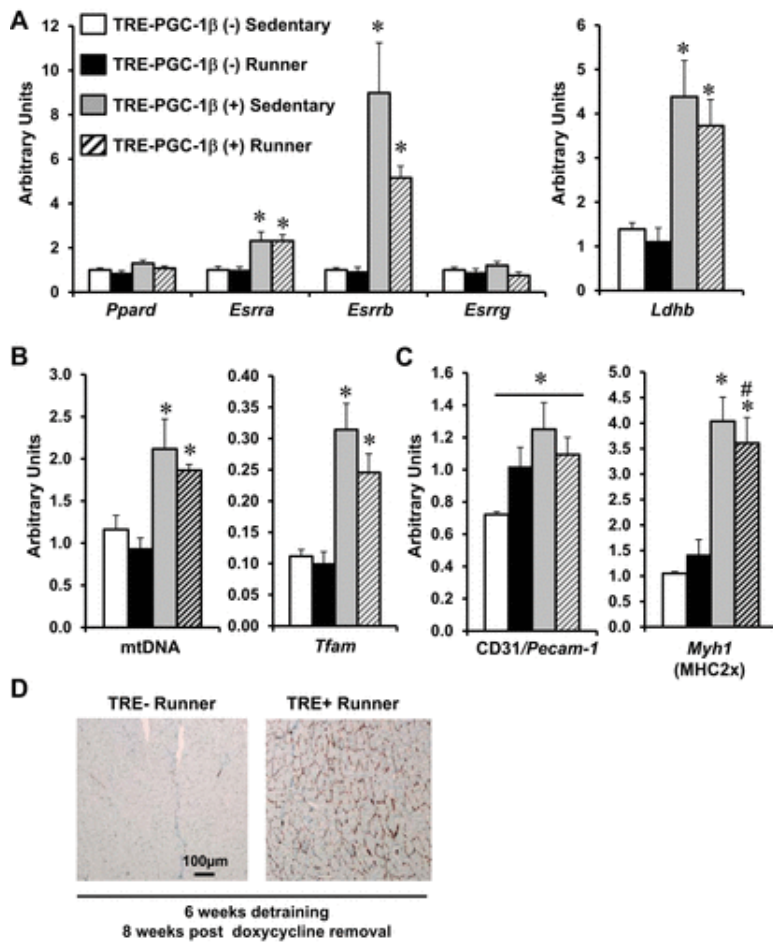 A
TRE-PGC-1β (-) Sedentary
TRE-PGC-1β (-) Runner
TRE-PGC-1β (+) Sedentary
TRE-PGC-1β (+) Runner
Arbitrary Units
12
10
8
6
4
2
0
* * * *
Ppard Esrra Esrrb Esrrg
Arbitrary Units
6
5
4
3
2
1
0
* *
Ldhb
B
Arbitrary Units
3.0
2.5
2.0
1.5
1.0
0.5
0.0
* *
mtDNA
0.40
0.35
0.30
0.25
0.20
0.15
0.10
0.05
0.00
* *
Tfam
C
Arbitrary Units
1.6
1.4
1.2
1.0
0.8
0.6
0.4
0.2
0.0
*
CD31/Pecam-1
5.0
4.5
4.0
3.5
3.0
2.5
2.0
1.5
1.0
0.5
0.0
#
* *
Myh1
(MHC2x)
D
TRE- Runner TRE+ Runner
100µm
6 weeks detraining
8 weeks post doxycycline removal